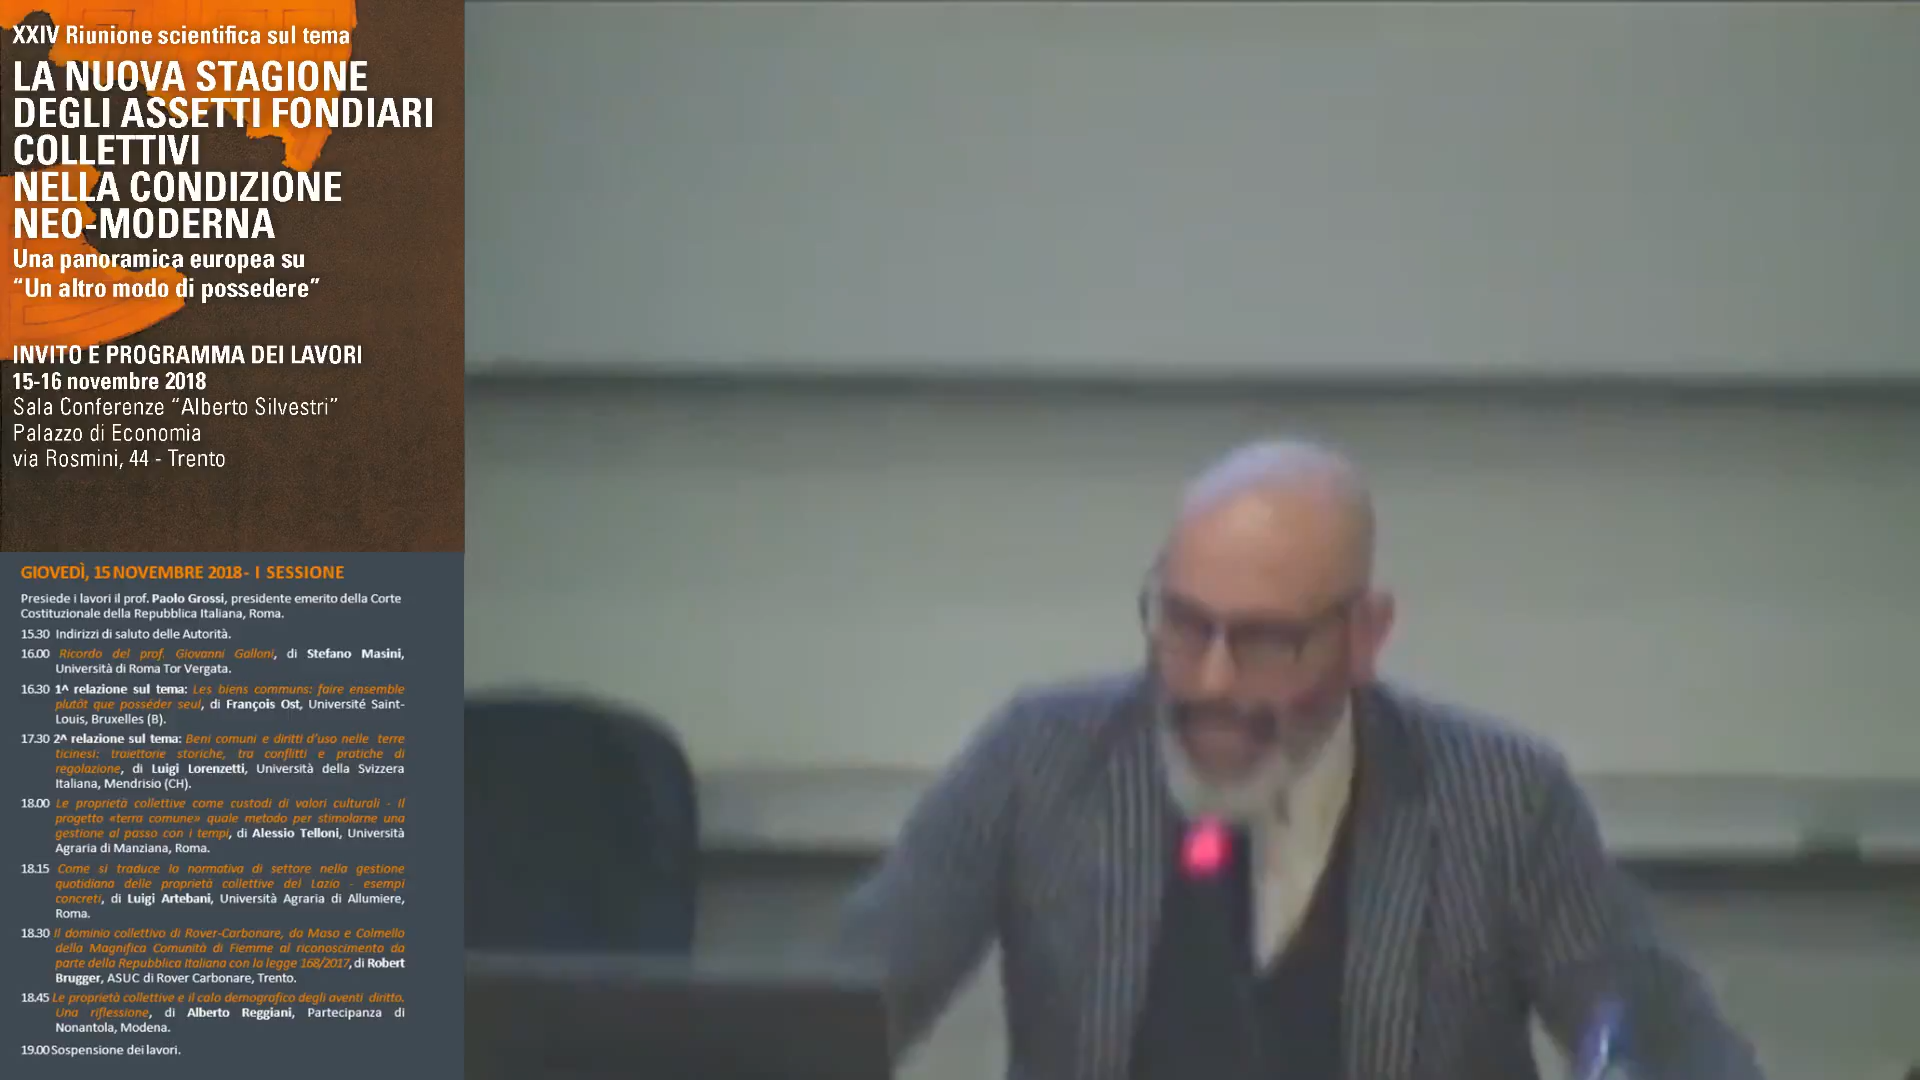 XXIV Riunione scientifica sul tema
LA NUOVA STAGIONE
DEGLI ASSETTI FONDIARI
COLLETTIVI
NELLA CONDIZIONE
NEO-MODERNA
Una panoramica europea su
“Un altro modo di possedere”
INVITO E PROGRAMMA DEI LAVORI
15-16 novembre 2018
Sala Conferenze “Alberto Silvestri”
Palazzo di Economia
via Rosmini, 44 - Trento
GIOVEDÌ, 15 NOVEMBRE 2018 - I SESSIONE
Presiede i lavori il prof. Paolo Grossi, presidente emerito della Corte
Costituzionale della Repubblica Italiana, Roma.
15.30 Indirizzi di saluto delle Autorità.
16.00 Ricordo del prof. Giovanni Galloni, di Stefano Masini,
Università di Roma Tor Vergata.
16.30 1^ relazione sul tema: Les biens communs: faire ensemble
plutôt que posséder seul, di François Ost, Université Saint-
Louis, Bruxelles (B).
17.30 2^ relazione sul tema: Beni comuni e diritti d’uso nelle terre
ticinesi: traiettorie storiche, tra conflitti e pratiche di
regolazione, di Luigi Lorenzetti, Università della Svizzera
Italiana, Mendrisio (CH).
18.00 Le proprietà collettive come custodi di valori culturali - Il
progetto «terra comune» quale metodo per stimolarne una
gestione al passo con i tempi, di Alessio Telloni, Università
Agraria di Manziana, Roma.
18.15 Come si traduce la normativa di settore nella gestione
quotidiana delle proprietà collettive del Lazio - esempi
concreti, di Luigi Artebani, Università Agraria di Allumiere,
Roma.
18.30 Il dominio collettivo di Rover-Carbonare, da Maso e Colmello
della Magnifica Comunità di Fiemme al riconoscimento da
parte della Repubblica Italiana con la legge 168/2017, di Robert
Brugger, ASUC di Rover Carbonare, Trento.
18.45 Le proprietà collettive e il calo demografico degli aventi diritto.
Una riflessione, di Alberto Reggiani, Partecipanza di
Nonantola, Modena.
19.00 Sospensione dei lavori.